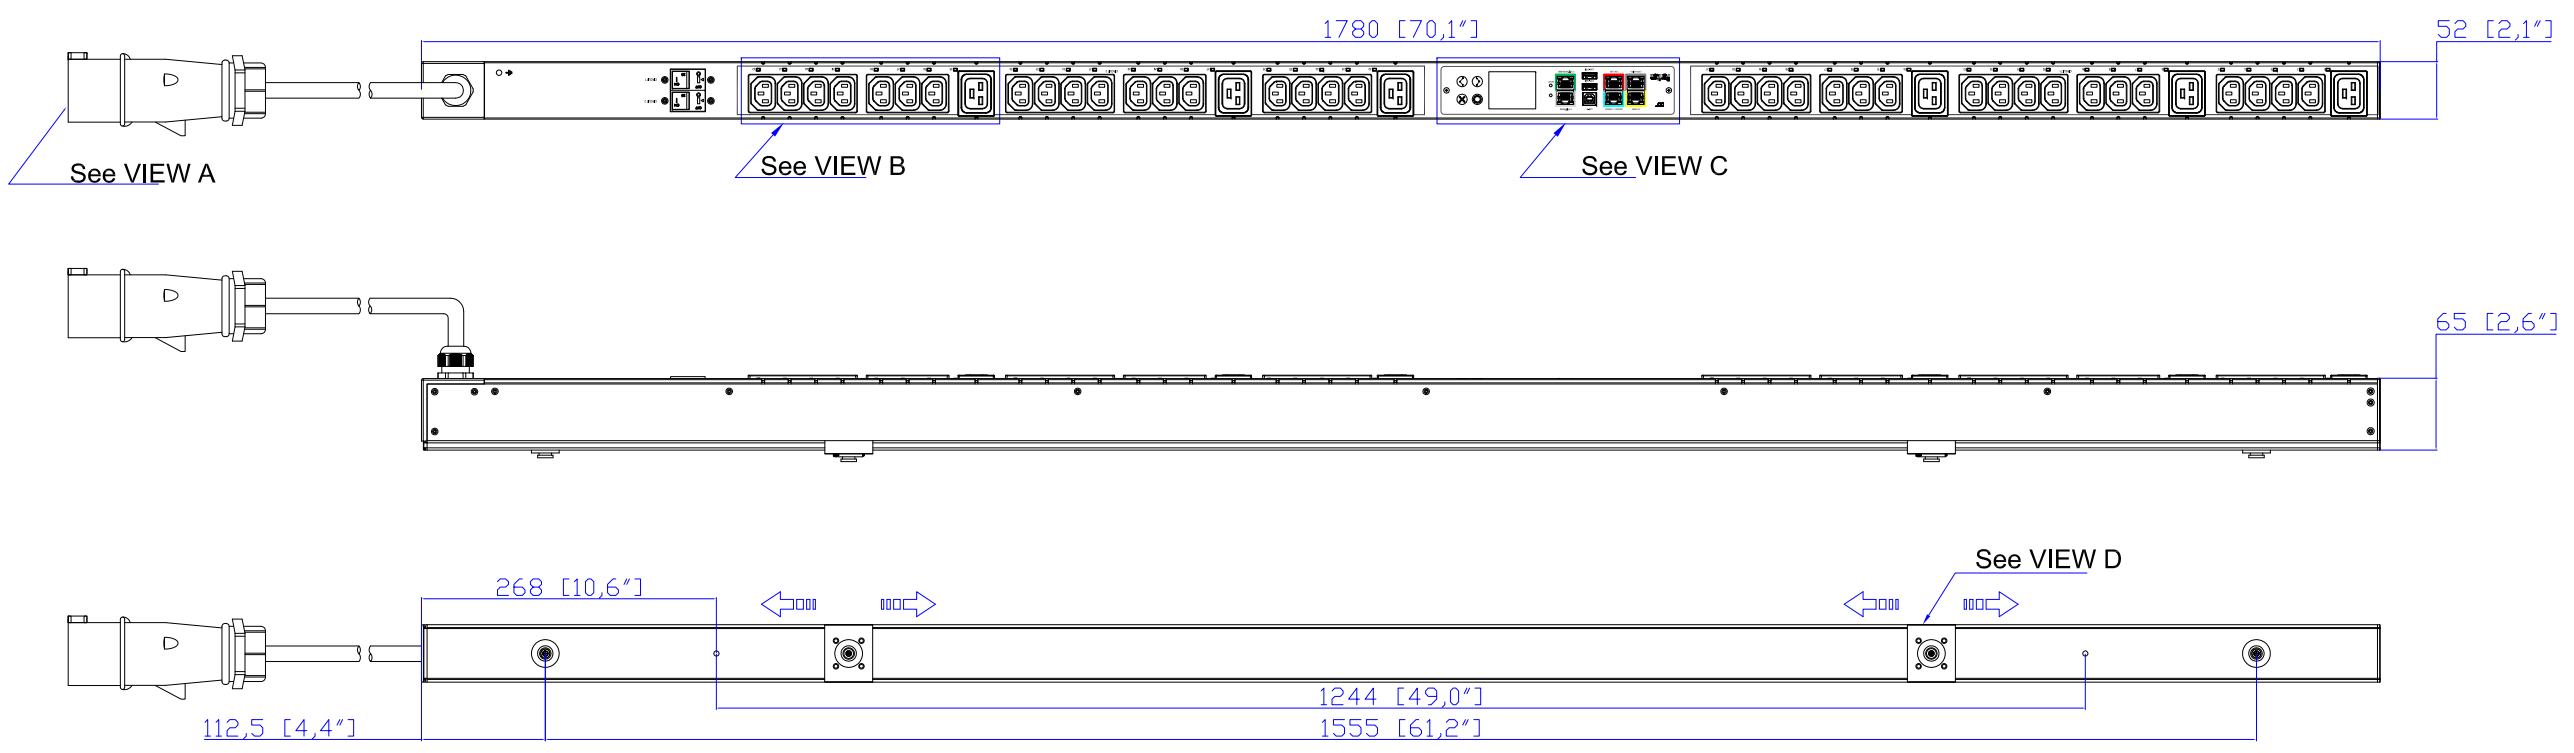 1780 [70,1"]
52 [2,1"]
See VIEW A
See VIEW B
See VIEW C
65 [2,6"]
See VIEW D
268 [10,6"]
1244 [49,0"]
112,5 [4,4"]
1555 [61,2"]